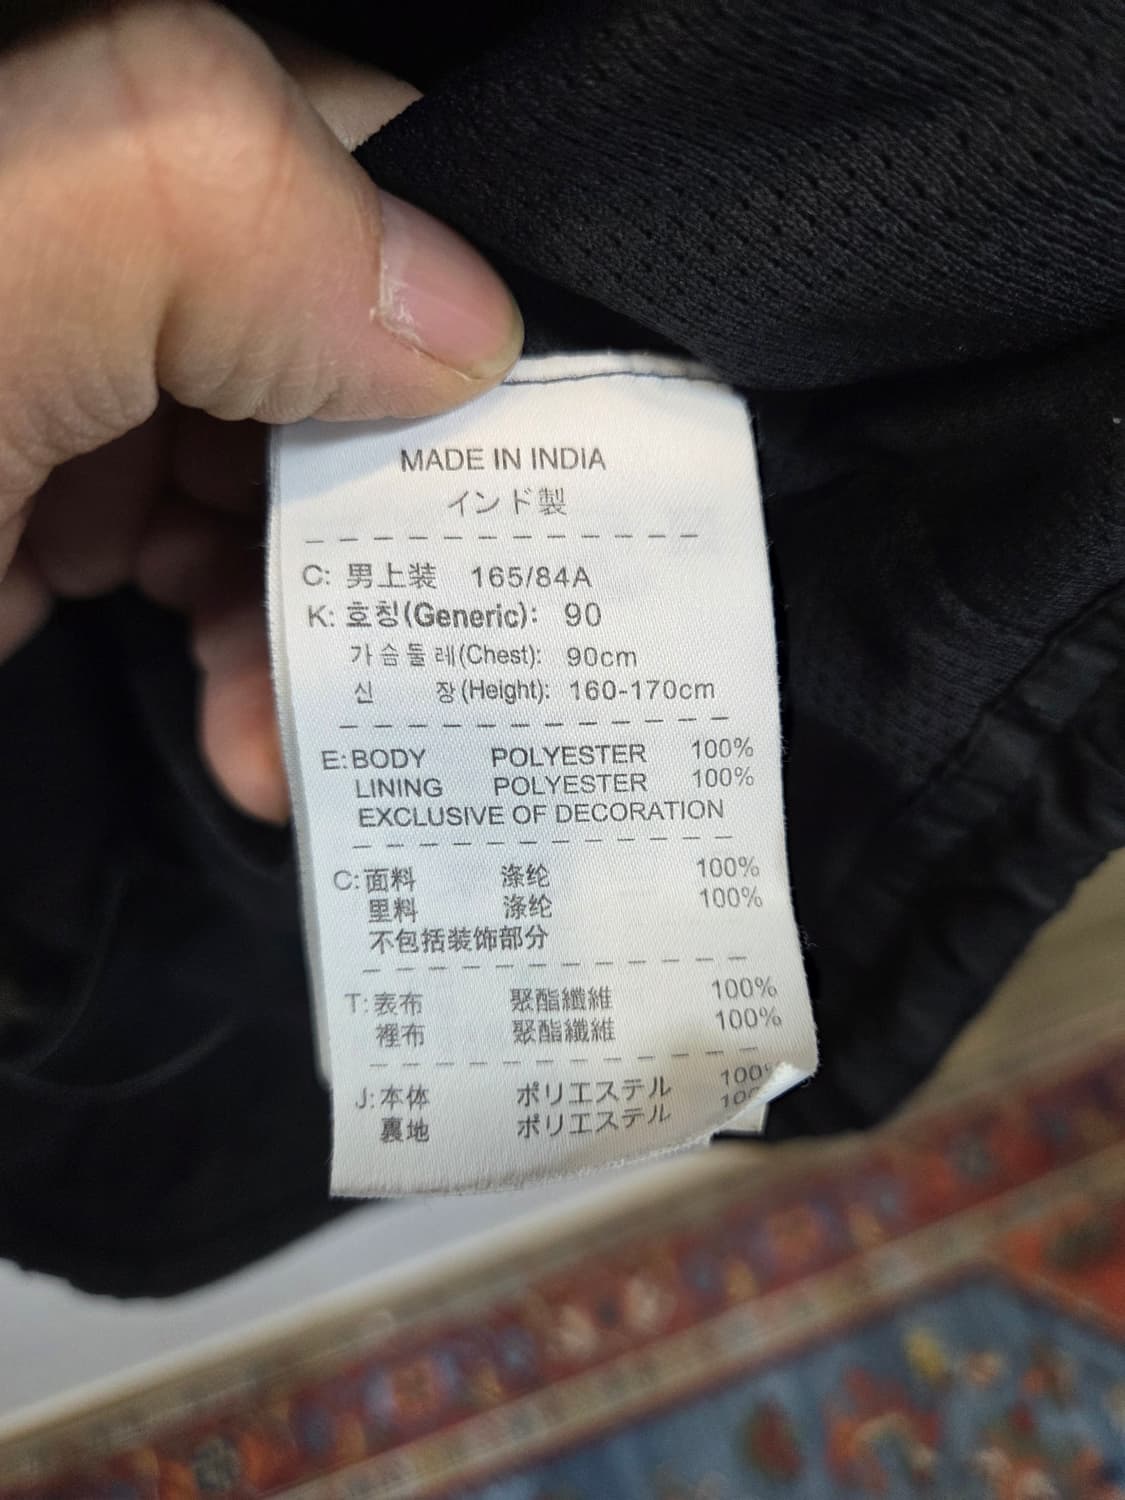 MADE IN INDIA
インド製
C: 男上装 165/84A
K: 호칭(Generic): 90
가슴둘레(Chest): 90cm
신 장(Height): 160-170cm
E: BODY POLYESTER 100%
LINING POLYESTER 100%
EXCLUSIVE OF DECORATION
C: 面料 涤纶 100%
里料 涤纶 100%
不包括装饰部分
T: 表布 聚酯纖維 100%
裡布 聚酯纖維 100%
J: 本体 ポリエステル 100%
裏地 ポリエステル